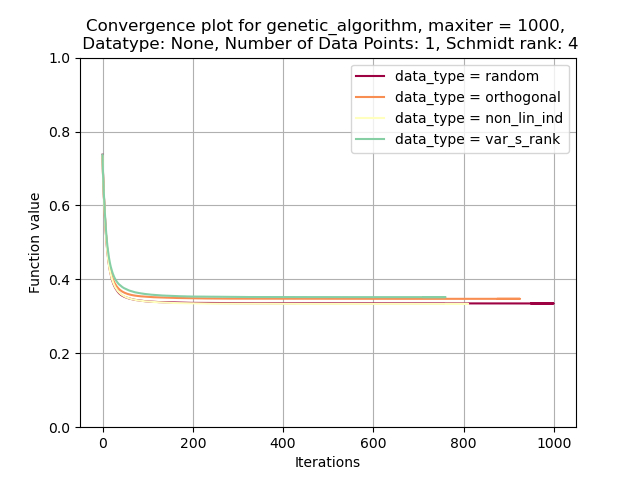 Convergence plot for genetic_algorithm, maxiter = 1000,
Datatype: None, Number of Data Points: 1, Schmidt rank: 4
data_type = random
data_type = orthogonal
data_type = non_lin_ind
data_type = var_s_rank
Function value
1.0
0.8
0.6
0.4
0.2
0.0
0 200 400 600 800 1000
Iterations